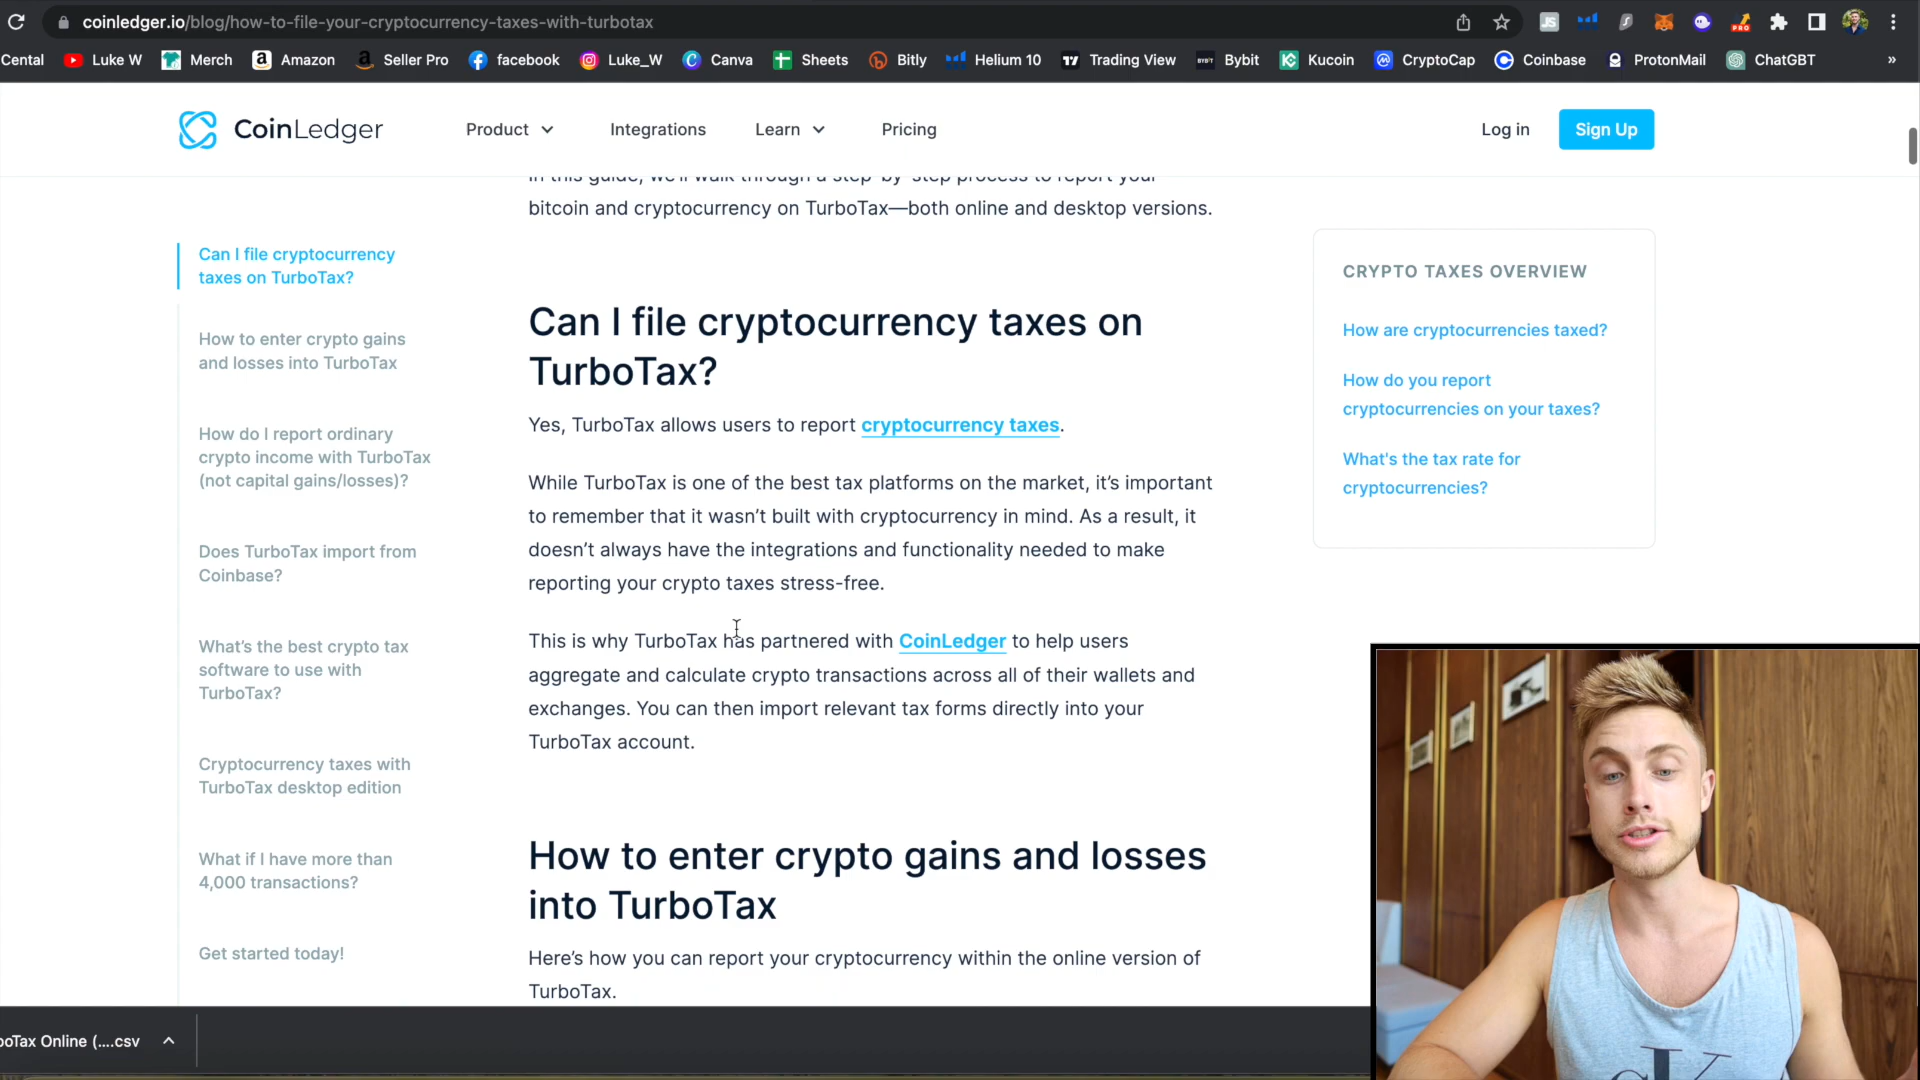 coinledger.io/blog/how-to-file-your-cryptocurrency-taxes-with-turbotax
Cental Luke W Merch Amazon Seller Pro facebook Luke_W Canva Sheets Bitly Helium 10 Trading View Bybit Kucoin CryptoCap Coinbase ProtonMail ChatGBT »
CoinLedger Product Integrations Learn Pricing Log in Sign Up
In this guide, we'll walk through a step-by-step process to report your
bitcoin and cryptocurrency on TurboTax—both online and desktop versions.
Can I file cryptocurrency
taxes on TurboTax?
How to enter crypto gains
and losses into TurboTax
How do I report ordinary
crypto income with TurboTax
(not capital gains/losses)?
Does TurboTax import from
Coinbase?
What's the best crypto tax
software to use with
TurboTax?
Cryptocurrency taxes with
TurboTax desktop edition
What if I have more than
4,000 transactions?
Get started today!
Can I file cryptocurrency taxes on
TurboTax?
Yes, TurboTax allows users to report cryptocurrency taxes.
While TurboTax is one of the best tax platforms on the market, it's important
to remember that it wasn't built with cryptocurrency in mind. As a result, it
doesn't always have the integrations and functionality needed to make
reporting your crypto taxes stress-free.
This is why TurboTax has partnered with CoinLedger to help users
aggregate and calculate crypto transactions across all of their wallets and
exchanges. You can then import relevant tax forms directly into your
TurboTax account.
How to enter crypto gains and losses
into TurboTax
Here's how you can report your cryptocurrency within the online version of
TurboTax.
CRYPTO TAXES OVERVIEW
How are cryptocurrencies taxed?
How do you report
cryptocurrencies on your taxes?
What's the tax rate for
cryptocurrencies?
boTax Online (....csv